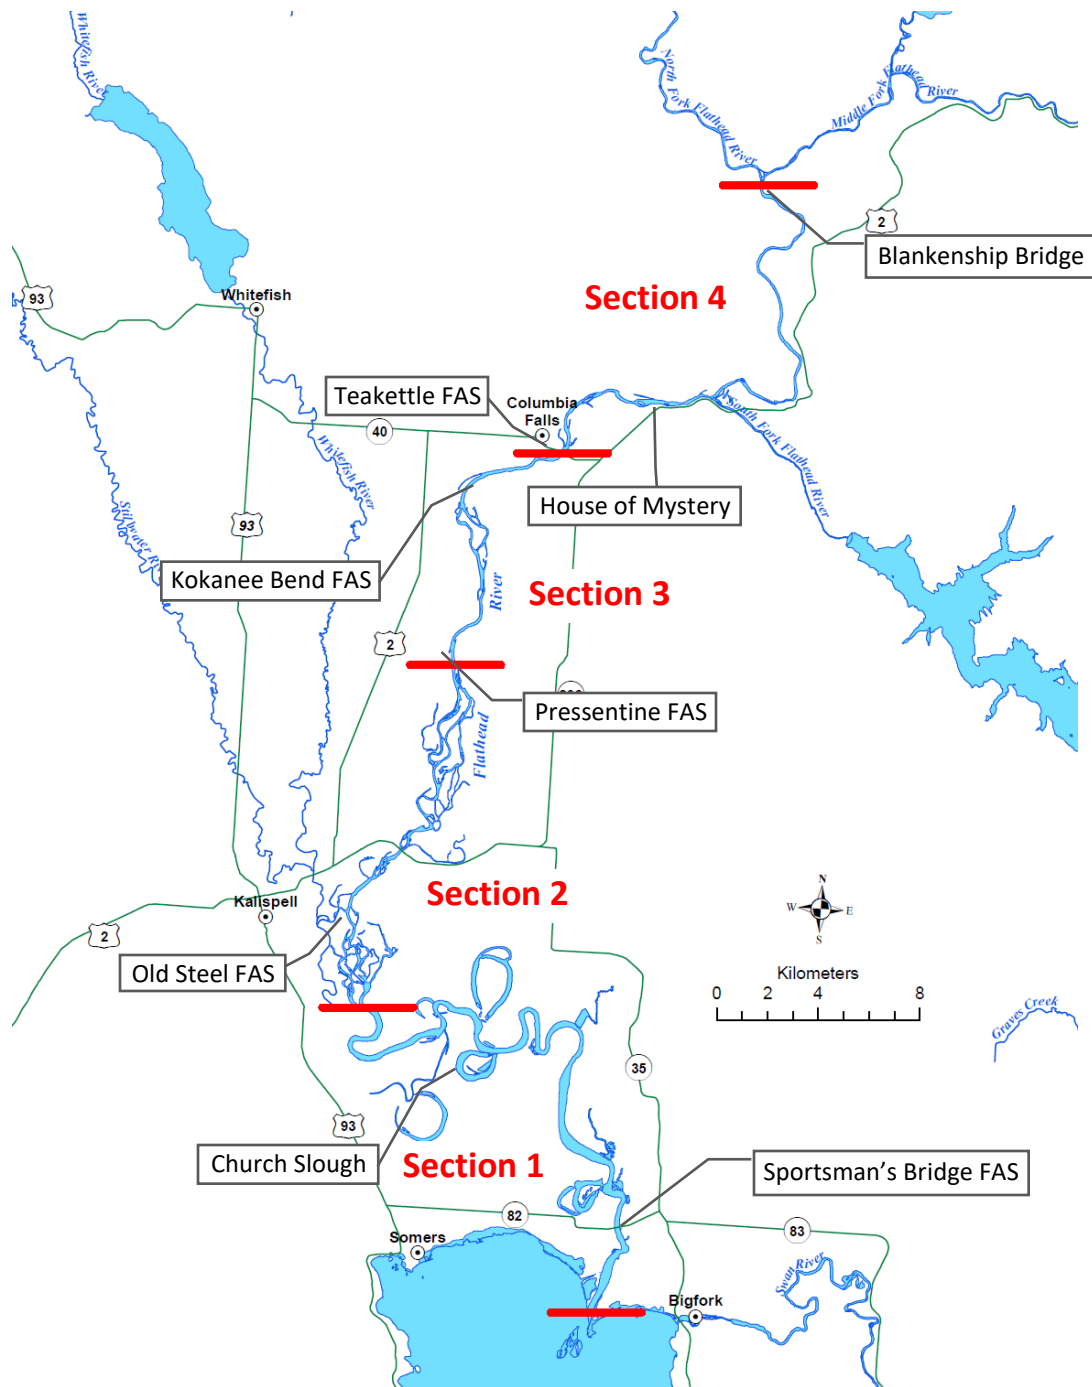 Whitefish River
North Fork Flathead River
Middle Fork Flathead River
2
Blankenship Bridge
93
Whitefish
Section 4
Teakettle FAS
Columbia
Falls
40
Whitefish River
South Fork Flathead River
House of Mystery
93
Kokanee Bend FAS
Section 3
River
2
Pressentine FAS
Flathead
Section 2
Kalispell
2
Old Steel FAS
N
W
E
S
Kilometers
0 2 4 8
Graves Creek
35
93
Church Slough
Section 1
Sportsman's Bridge FAS
82
83
Somers
Swan River
Bigfork